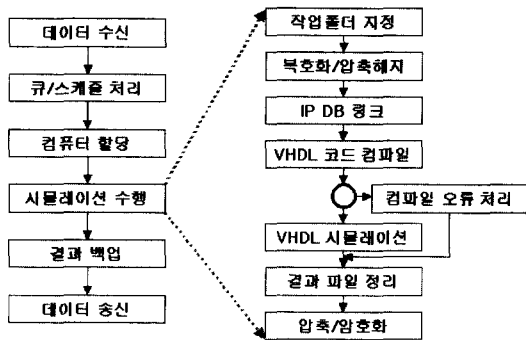 데이터 수신
큐/스케쥴 처리
컴퓨터 할당
시뮬레이션 수행
결과 백업
데이터 송신
작업폴더 지정
복호화/압축해지
IP DB 링크
VHDL 코드 컴파일
컴파일 오류 처리
VHDL 시뮬레이션
결과 파일 정리
압축/암호화